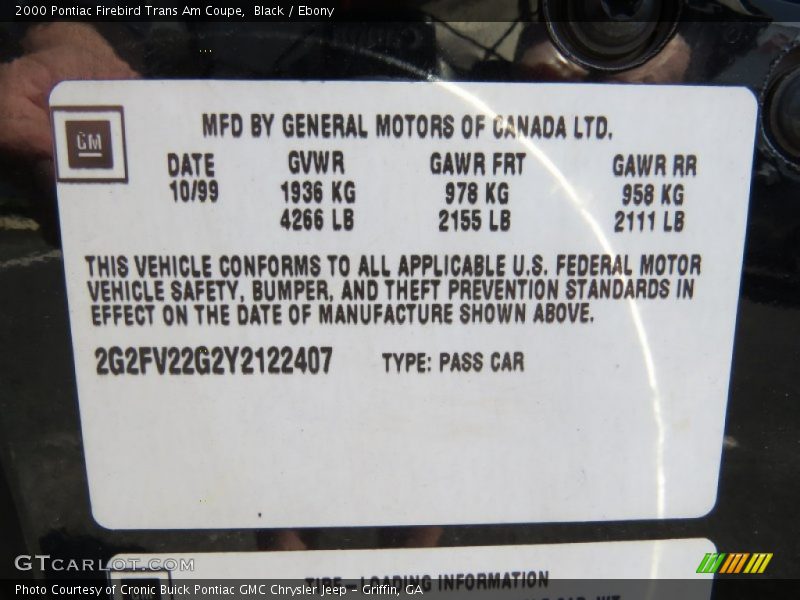 2000 Pontiac Firebird Trans Am Coupe, Black / Ebony
GM
MFD BY GENERAL MOTORS OF CANADA LTD.
DATE GVWR GAWR FRT GAWR RR
10/99 1936 KG 978 KG 958 KG
4266 LB 2155 LB 2111 LB
THIS VEHICLE CONFORMS TO ALL APPLICABLE U.S. FEDERAL MOTOR
VEHICLE SAFETY, BUMPER, AND THEFT PREVENTION STANDARDS IN
EFFECT ON THE DATE OF MANUFACTURE SHOWN ABOVE.
2G2FV22G2Y2122407 TYPE: PASS CAR
GTcarlot.com
TIRE-LOADING INFORMATION
Photo Courtesy of Cronic Buick Pontiac GMC Chrysler Jeep - Griffin, GA